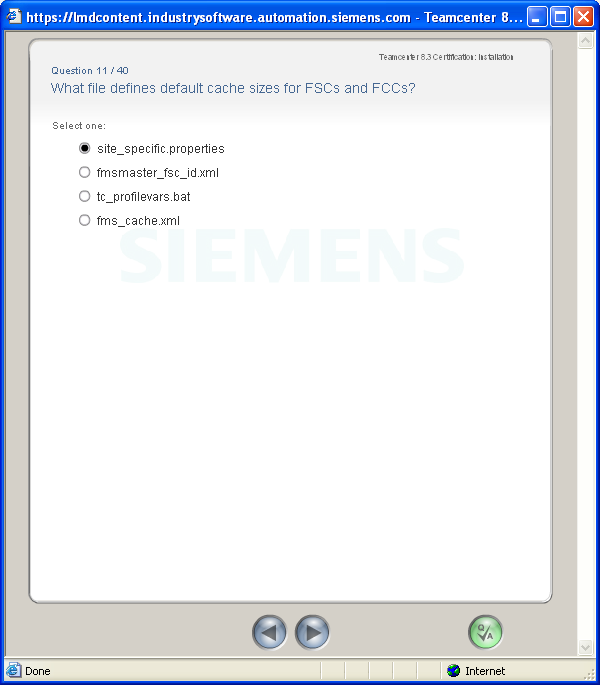 https://lmdcontent.industrysoftware.automation.siemens.com - Teamcenter 8...
Teamcenter 8.3 Certification: Installation
Question 11 / 40
What file defines default cache sizes for FSCs and FCCs?
Select one:
site_specific.properties
fmsmaster_fsc_id.xml
tc_profilevars.bat
fms_cache.xml
SIEMENS
Q/A
Done
Internet